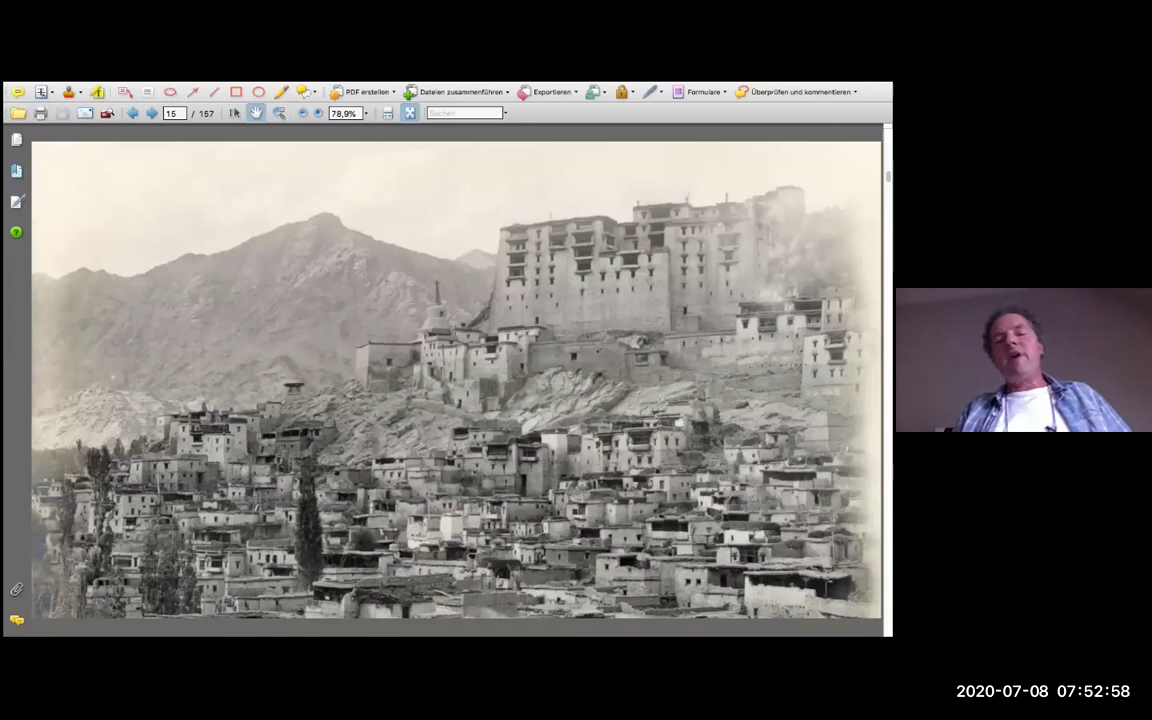 PDF erstellen Dateien zusammenführen Exportieren Formulare Überprüfen und kommentieren
15 / 157 78,9% Suchen
2020-07-08 07:52:58